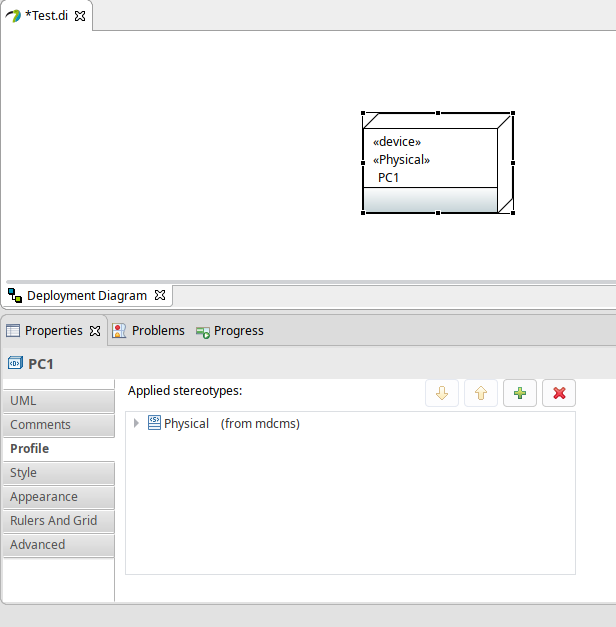 *Test.di
«device»
«Physical»
PC1
Deployment Diagram
Properties Problems Progress
PC1
Applied stereotypes:
UML
Comments
Profile
Style
Appearance
Rulers And Grid
Advanced
Physical (from mdcms)